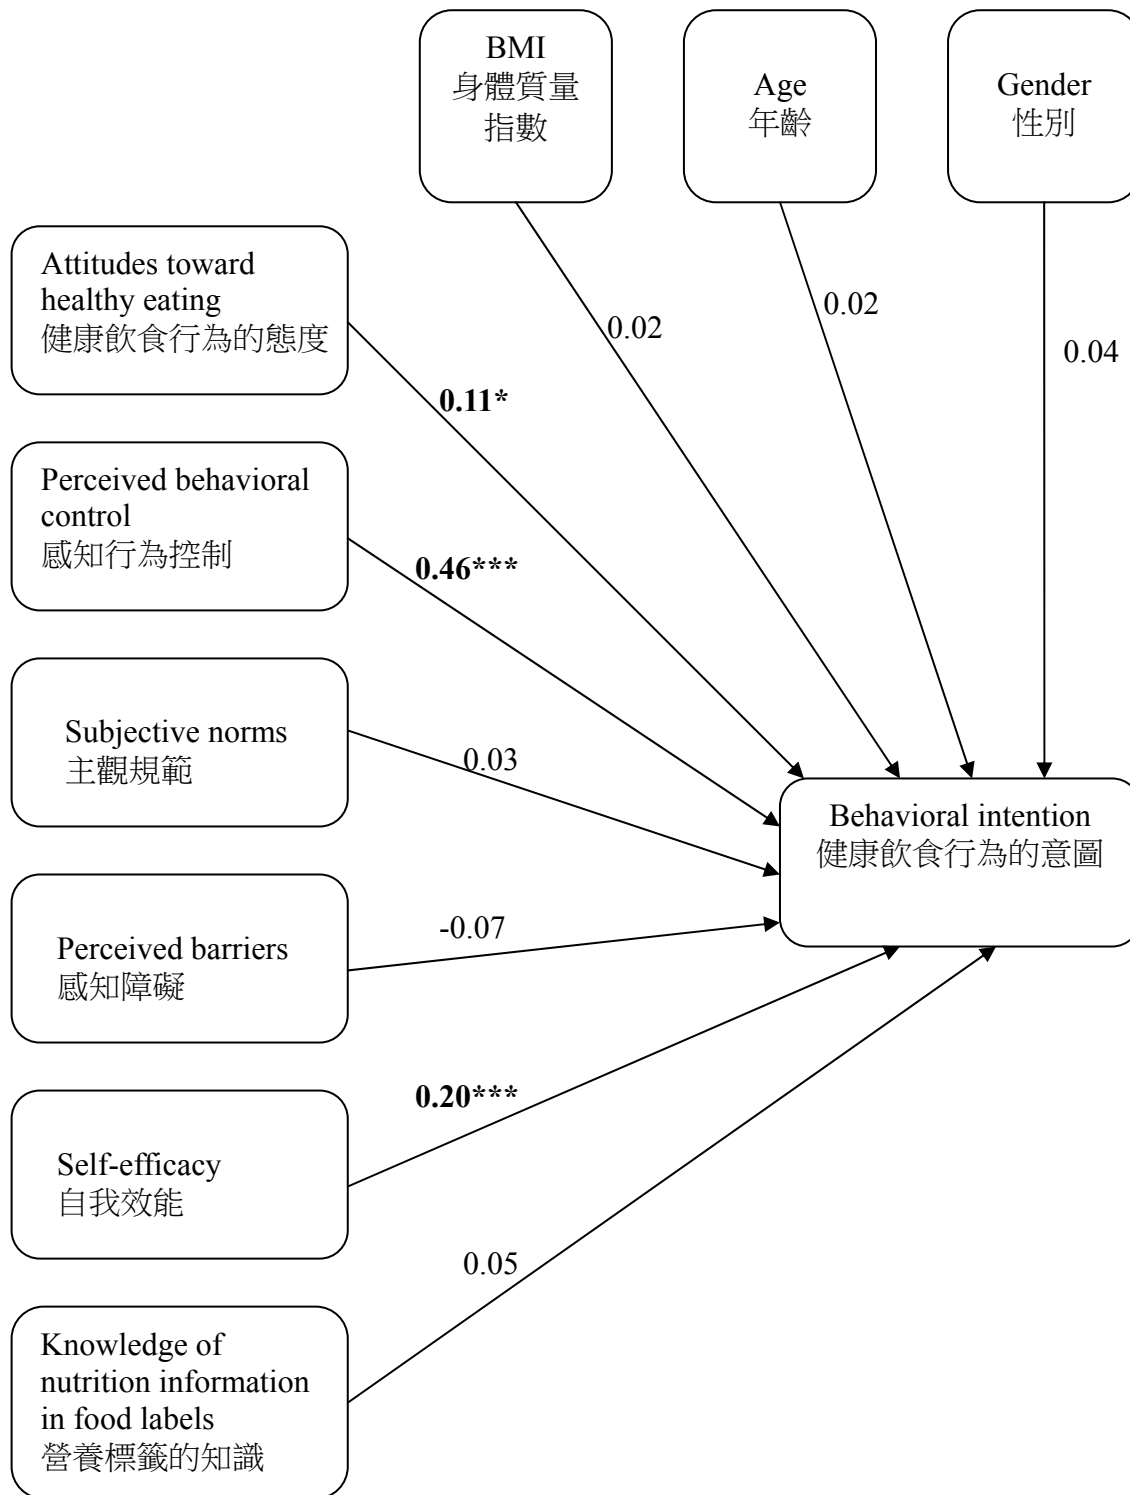 BMI
身體質量
指數
Age
年齡
Gender
性別
Attitudes toward
healthy eating
健康飲食行為的態度
0.02
0.02
0.04
0.11*
Perceived behavioral
control
感知行為控制
0.46***
Subjective norms
主觀規範
0.03
Behavioral intention
健康飲食行為的意圖
Perceived barriers
感知障礙
-0.07
Self-efficacy
自我效能
0.20***
Knowledge of
nutrition information
in food labels
營養標籤的知識
0.05